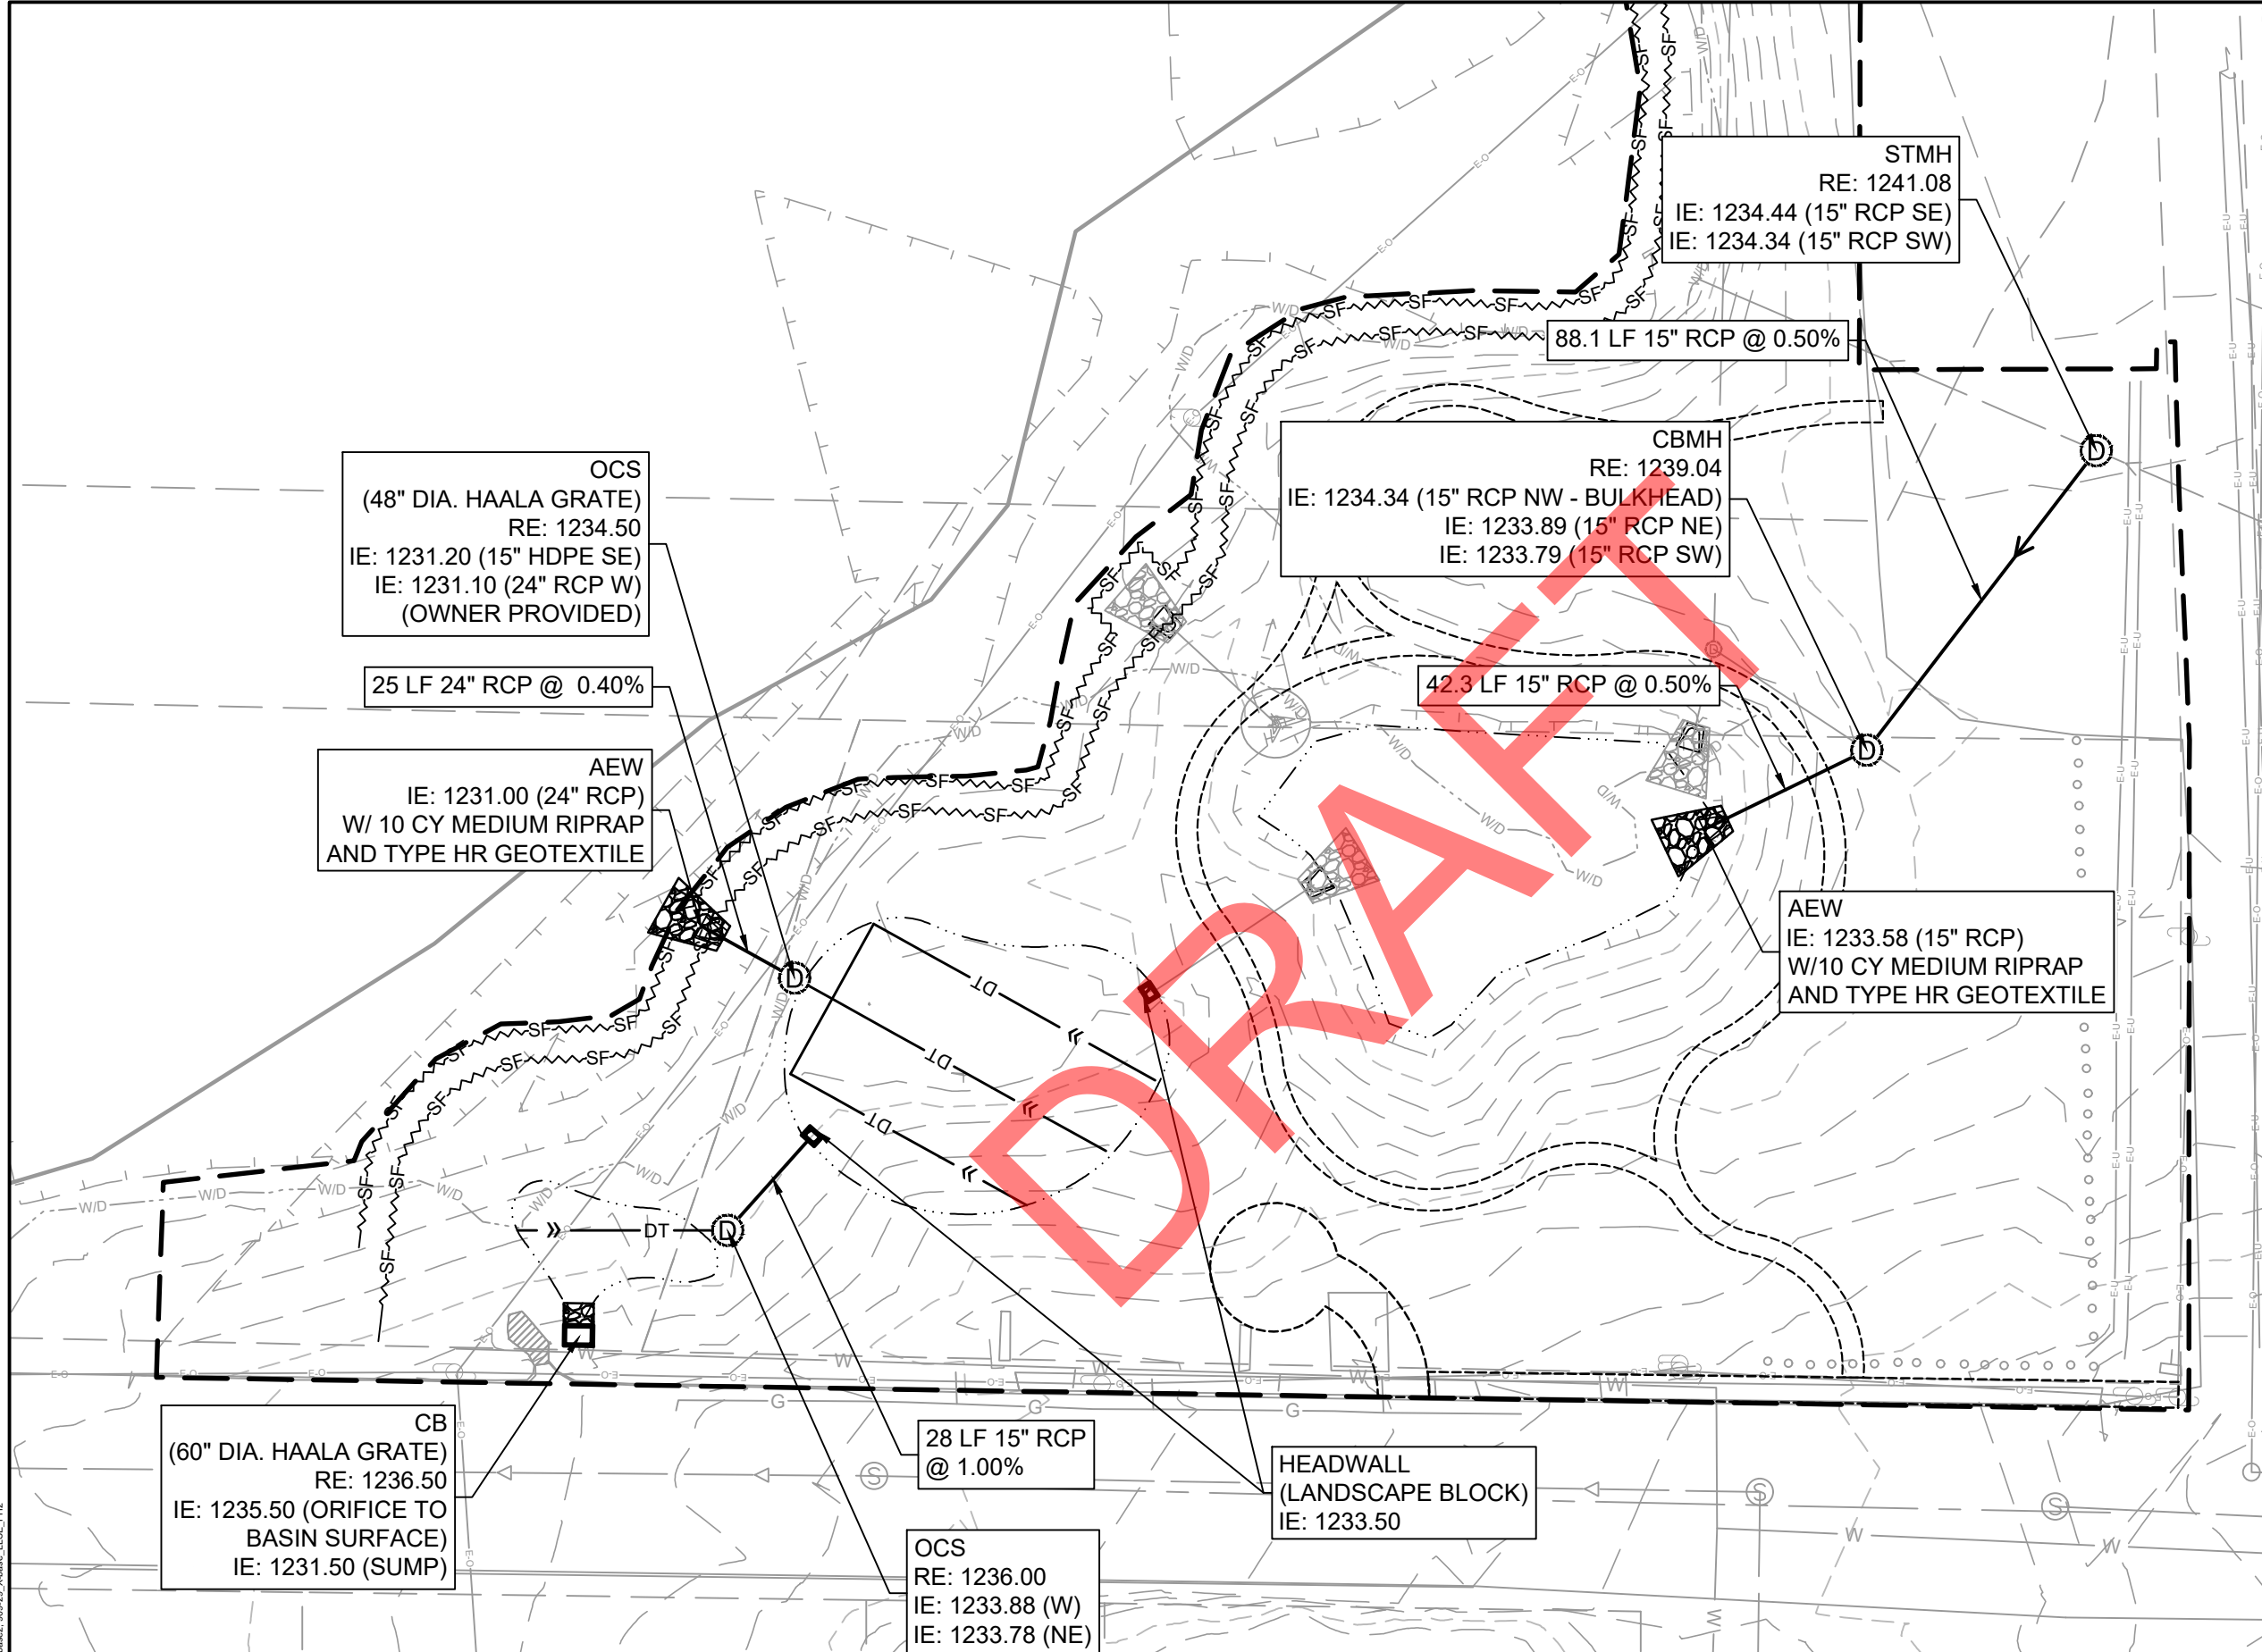 STMH
RE: 1241.08
IE: 1234.44 (15" RCP SE)
IE: 1234.34 (15" RCP SW)
88.1 LF 15" RCP @ 0.50%
CBMH
RE: 1239.04
IE: 1234.34 (15" RCP NW - BULKHEAD)
IE: 1233.89 (15" RCP NE)
IE: 1233.79 (15" RCP SW)
OCS
(48" DIA. HAALA GRATE)
RE: 1234.50
IE: 1231.20 (15" HDPE SE)
IE: 1231.10 (24" RCP W)
(OWNER PROVIDED)
25 LF 24" RCP @ 0.40%
42.3 LF 15" RCP @ 0.50%
AEW
IE: 1231.00 (24" RCP)
W/ 10 CY MEDIUM RIPRAP
AND TYPE HR GEOTEXTILE
AEW
IE: 1233.58 (15" RCP)
W/10 CY MEDIUM RIPRAP
AND TYPE HR GEOTEXTILE
DRAFT
DT
DT
DT
DT
D
D
D
D
CB
(60" DIA. HAALA GRATE)
RE: 1236.50
IE: 1235.50 (ORIFICE TO
BASIN SURFACE)
IE: 1231.50 (SUMP)
28 LF 15" RCP
@ 1.00%
HEADWALL
(LANDSCAPE BLOCK)
IE: 1233.50
OCS
RE: 1236.00
IE: 1233.88 (W)
IE: 1233.78 (NE)
G
G
G
S
S
S
W
W
W
W
W
W